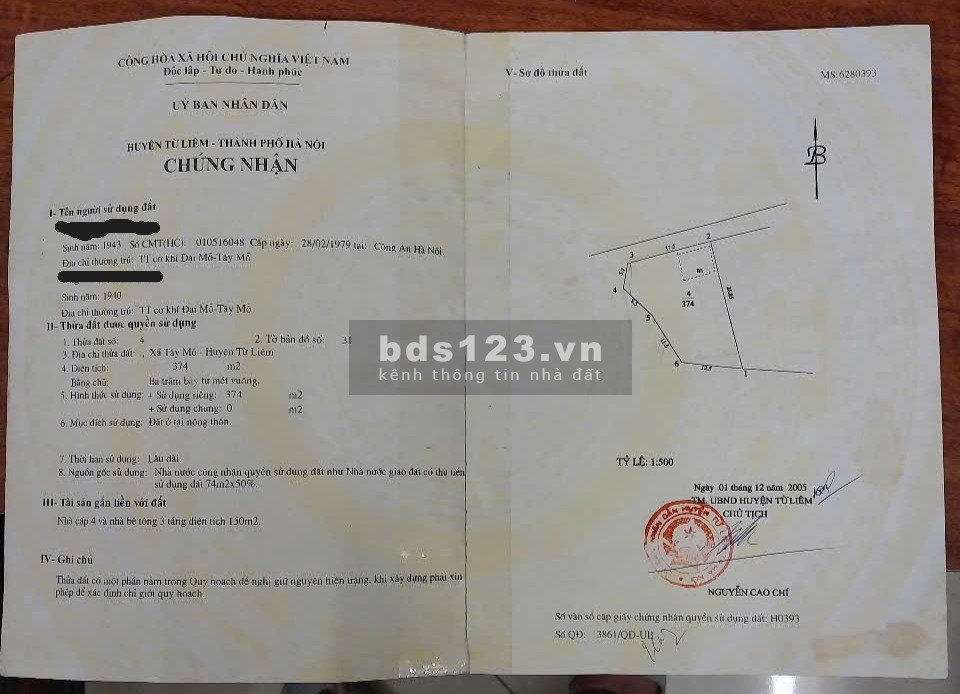 CỘNG HÒA XÃ HỘI CHỦ NGHĨA VIỆT NAM
Độc lập - Tự do - Hạnh phúc
UỶ BAN NHÂN DÂN
HUYỆN TỪ LIÊM - THÀNH PHỐ HÀ NỘI
CHỨNG NHẬN
I- Tên người sử dụng đất
Sinh năm: 1943 Số CMT(HC): 010516048 Cấp ngày: 28/02/1979 tại: Công An Hà Nội.
Địa chỉ thường trú: TT cơ khí Đại Mỗ-Tây Mỗ
Sinh năm: 1940
Địa chỉ thường trú: TT cơ khí Đại Mỗ-Tây Mỗ
II- Thửa đất được quyền sử dụng
1. Thửa đất số: 4 2. Tờ bản đồ số: 31
3. Địa chỉ thửa đất: ., Xã Tây Mỗ - Huyện Từ Liêm
4. Diện tích: 374 m2
Bằng chữ: Ba trăm bảy tư mét vuông.
5. Hình thức sử dụng: + Sử dụng riêng: 374 m2
+ Sử dụng chung: 0 m2
6. Mục đích sử dụng: Đất ở tại nông thôn.
7. Thời hạn sử dụng: Lâu dài.
8. Nguồn gốc sử dụng: Nhà nước công nhận quyền sử dụng đất như Nhà nước giao đất có thu tiền
sử dụng đất 74m2x50%.
III- Tài sản gắn liền với đất
Nhà cấp 4 và nhà bê tông 3 tầng diện tích 150m2.
IV- Ghi chú
Thửa đất có một phần nằm trong Quy hoạch đề nghị giữ nguyên hiện trạng, khi xây dựng phải xin
phép để xác định chỉ giới quy hoạch.
V- Sơ đồ thửa đất
MS:6280393
B
2
17.5
3
m
4
4
374
5
6
12.5
1
TỶ LỆ: 1:500
Ngày 01 tháng 12 năm 2005
TM. UBND HUYỆN TỪ LIÊM
CHỦ TỊCH
NGUYỄN CAO CHÍ
Số vào sổ cấp giấy chứng nhận quyền sử dụng đất: H0393
Số QĐ: 3861/QĐ-UB
bds123.vn
kênh thông tin nhà đất